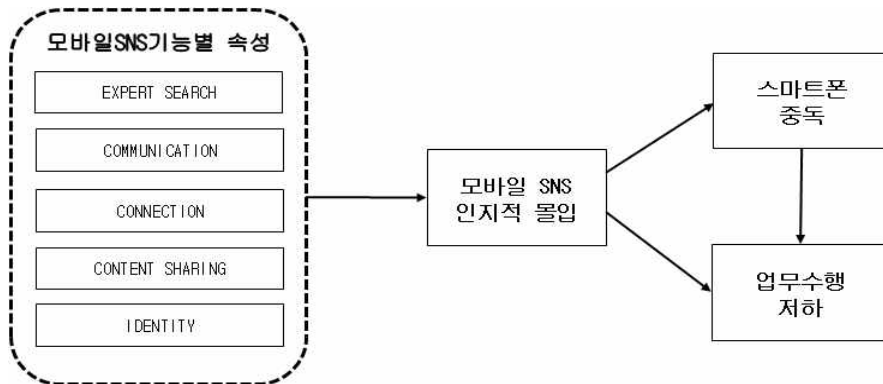 모바일SNS기능별 속성
EXPERT SEARCH
COMMUNICATION
CONNECTION
CONTENT SHARING
IDENTITY
모바일 SNS
인지적 몰입
스마트폰
중독
업무수행
저하